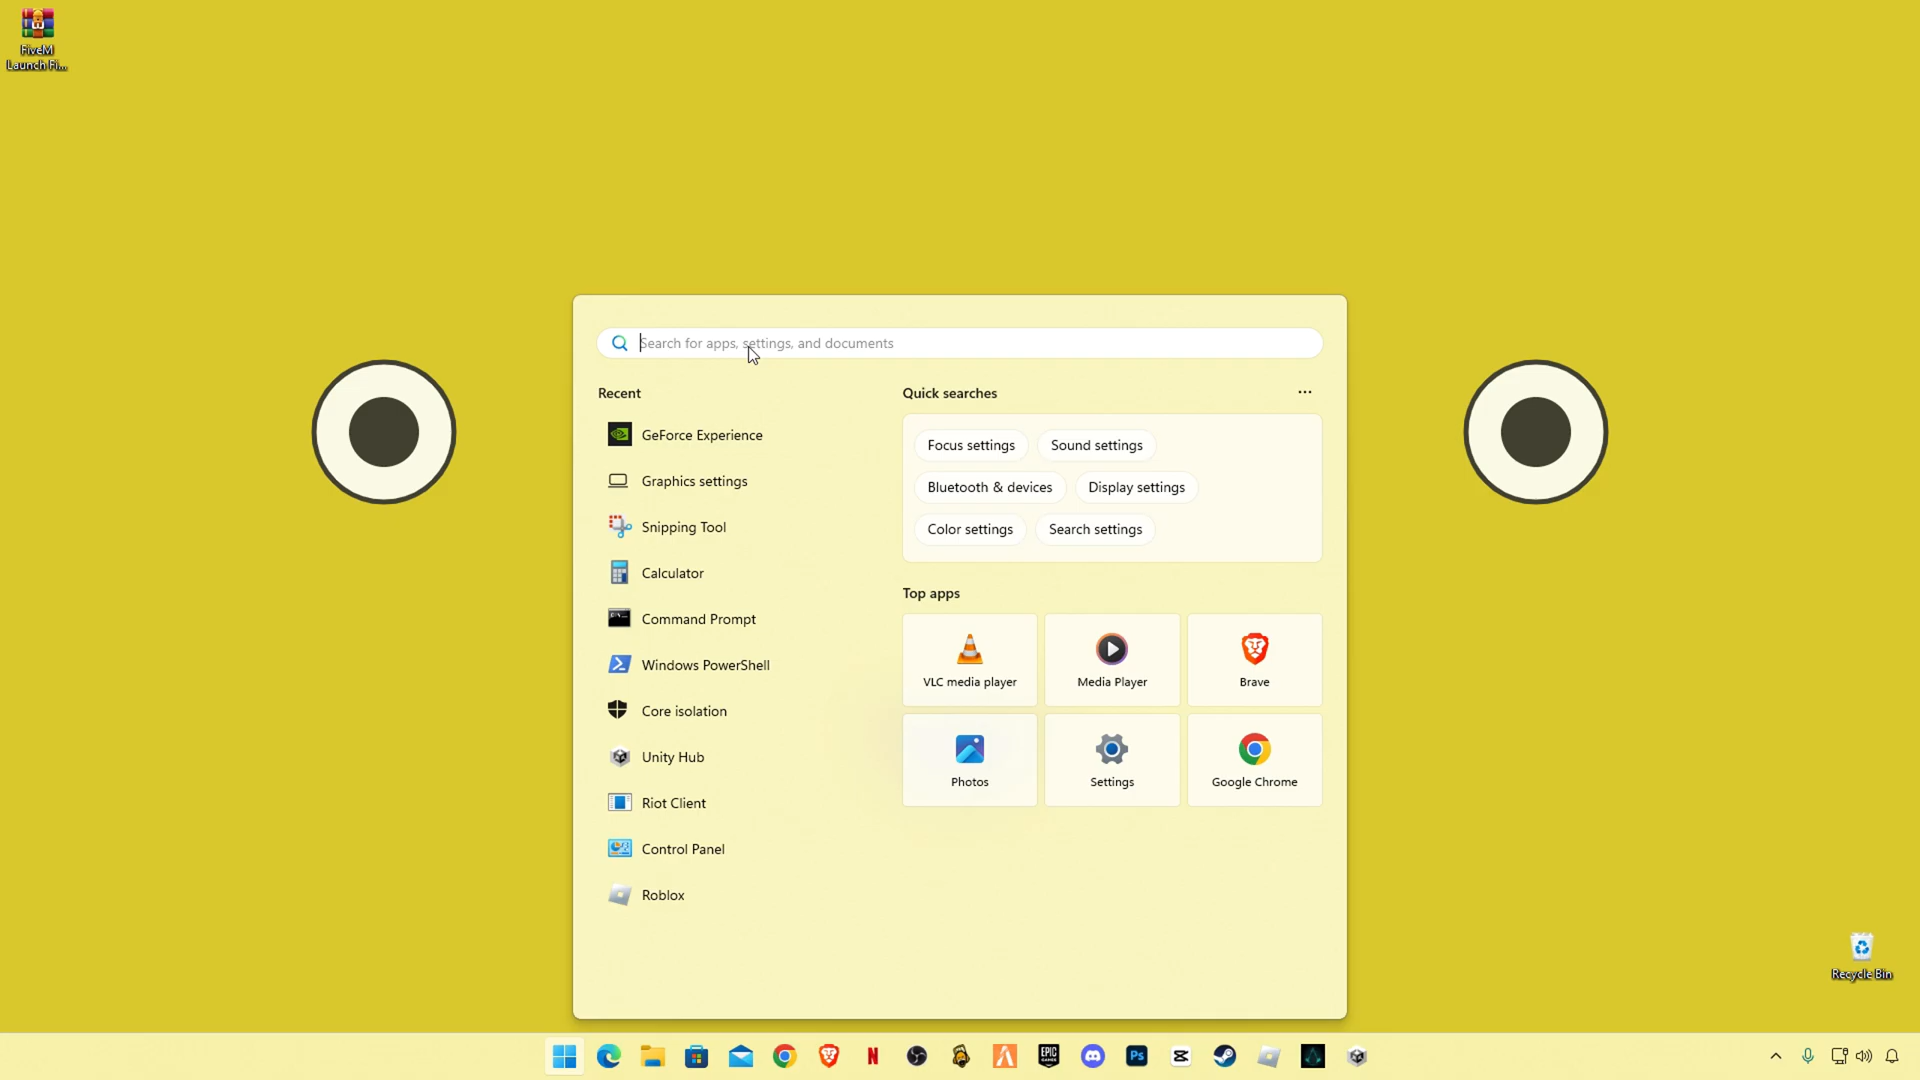 FiveM
Launch Fi...
Search for apps, settings, and documents
Recent
GeForce Experience
Graphics settings
Snipping Tool
Calculator
Command Prompt
Windows PowerShell
Core isolation
Unity Hub
Riot Client
Control Panel
Roblox
Quick searches
Focus settings
Sound settings
Bluetooth & devices
Display settings
Color settings
Search settings
Top apps
VLC media player
Media Player
Brave
Photos
Settings
Google Chrome
Recycle Bin
N
EPIC
GAMES
Ps